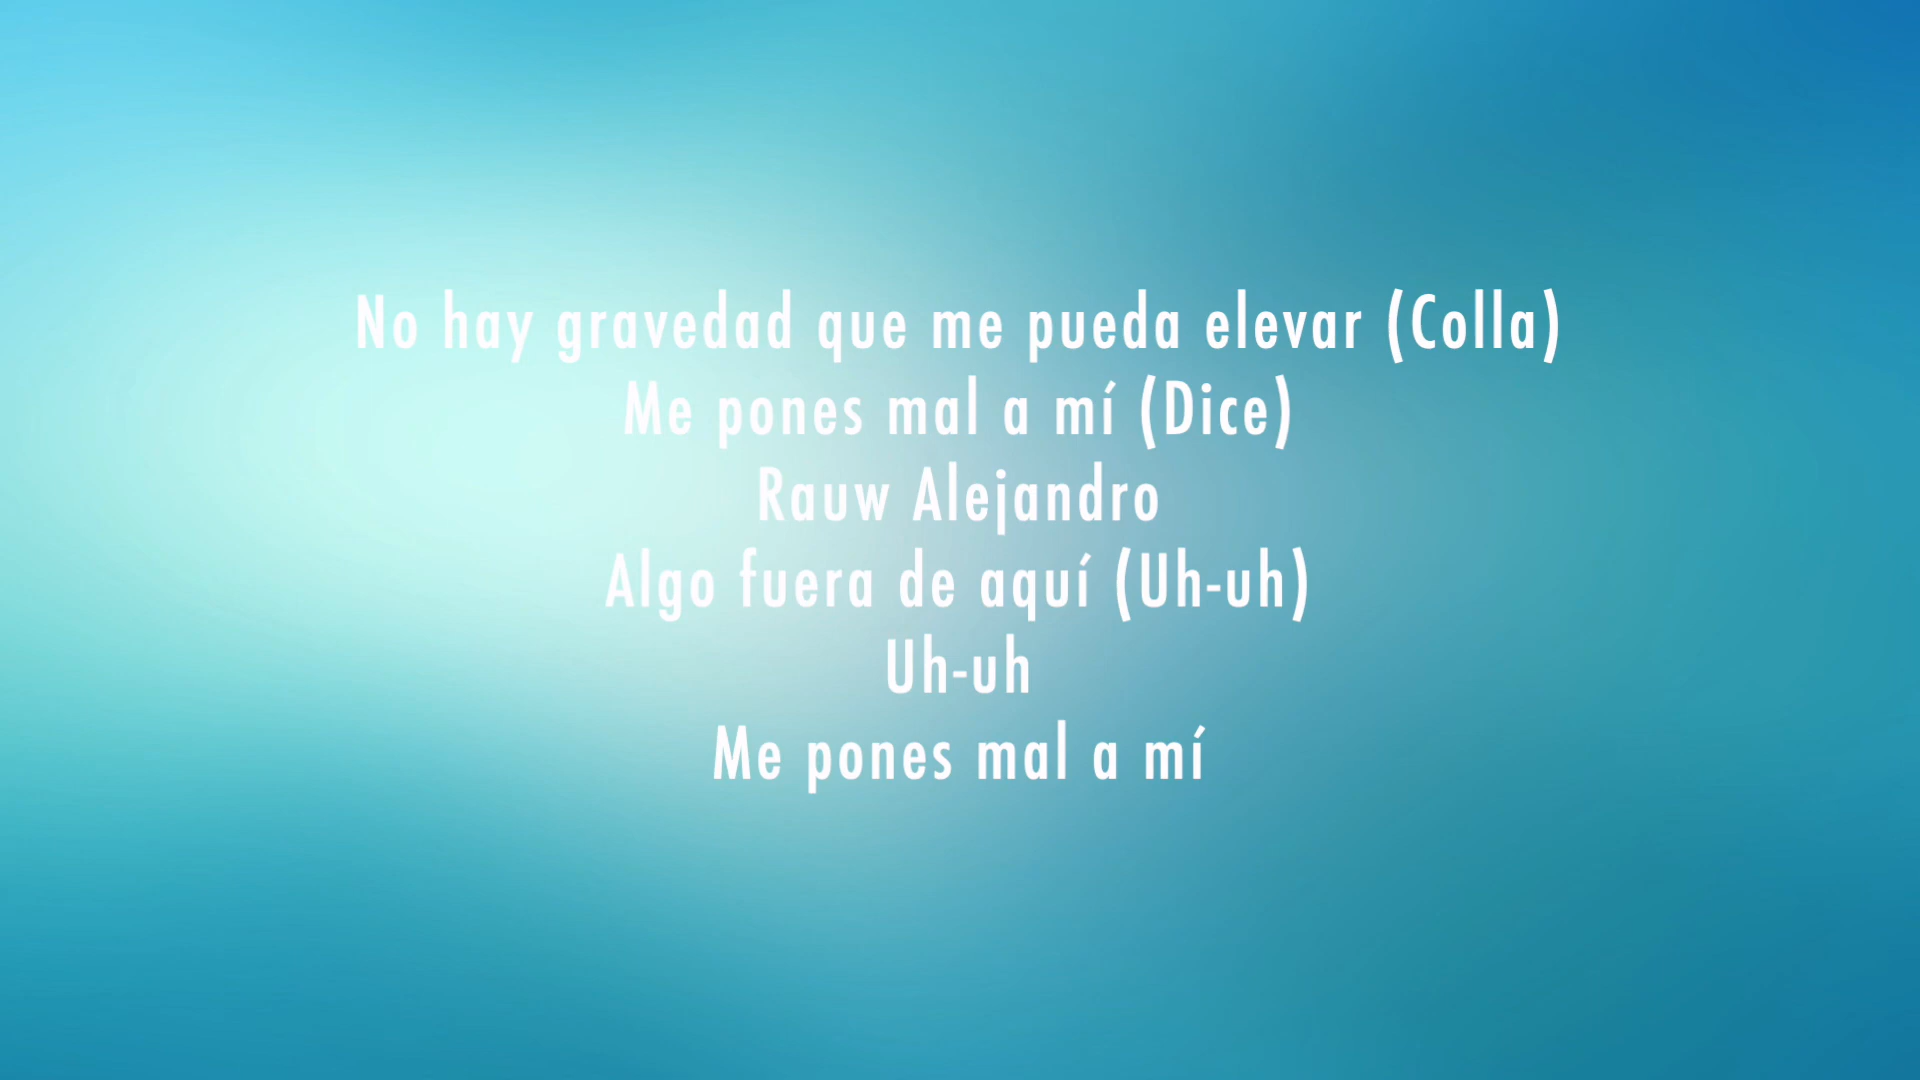 No hay gravedad que me pueda elevar (Colla)
Me pones mal a mí (Dice)
Rauw Alejandro
Algo fuera de aquí (Uh-uh)
Uh-uh
Me pones mal a mí